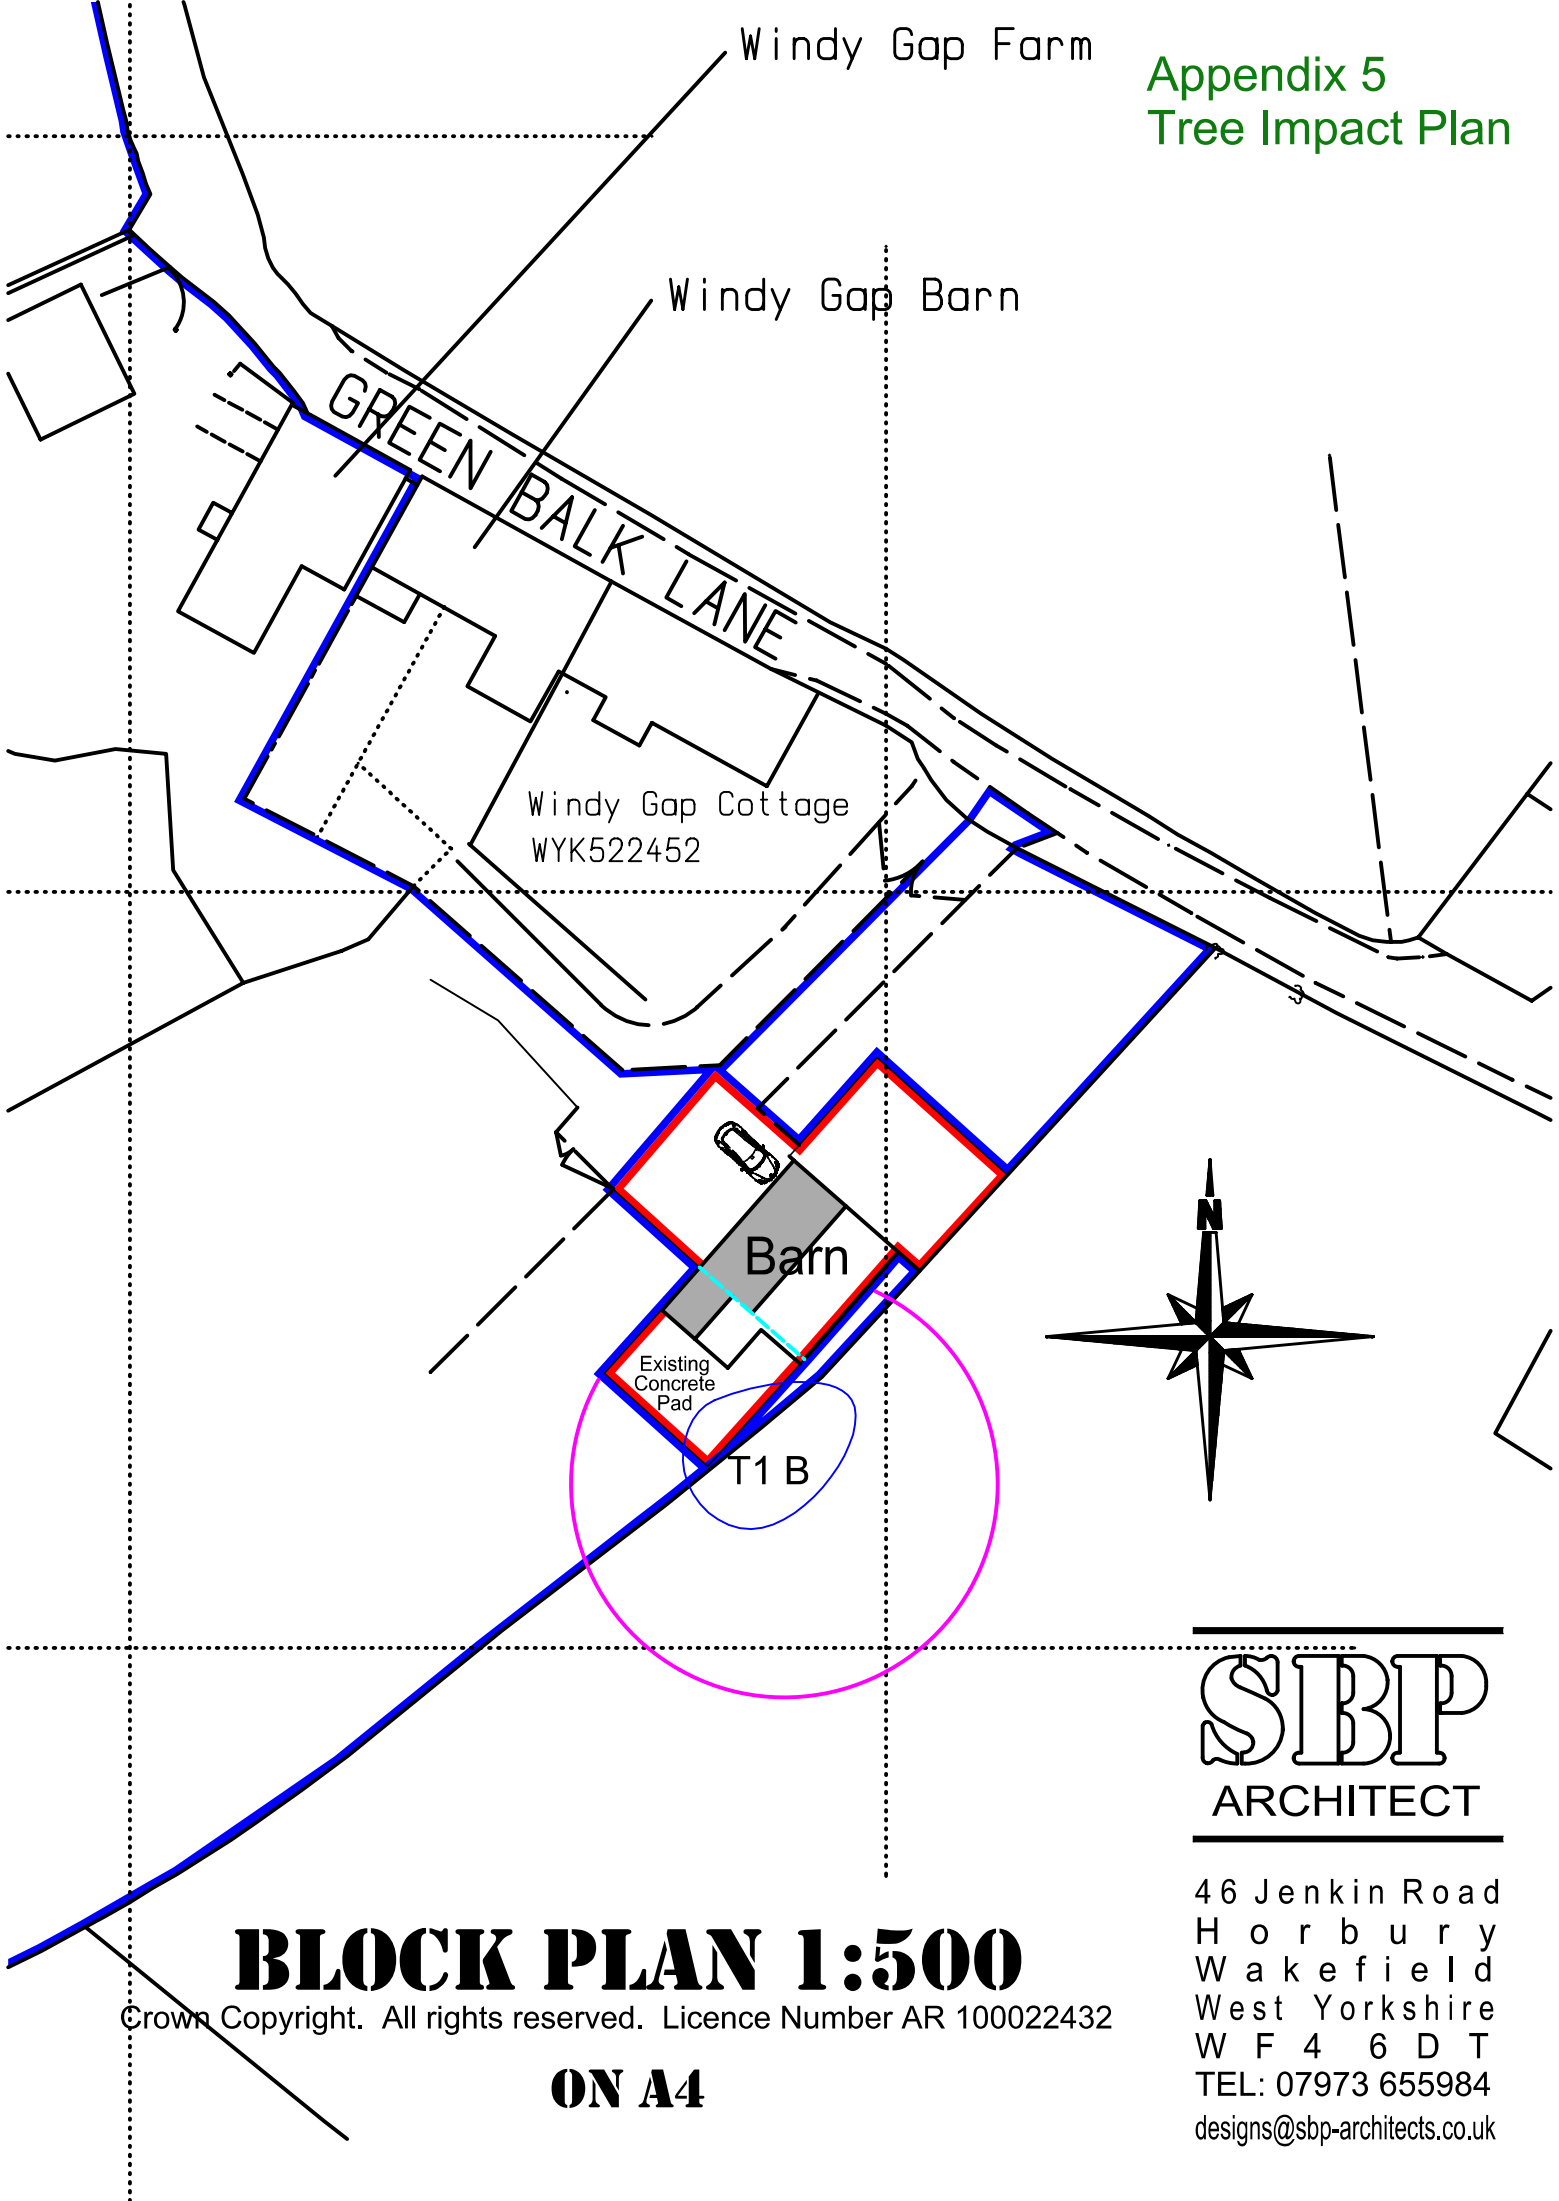 Windy Gap Farm
Appendix 5
Tree Impact Plan
Windy Gap Barn
GREEN BALK LANE
Windy Gap Cottage
WYK522452
N
Barn
Existing
Concrete
Pad
T1 B
SBP
ARCHITECT
46 Jenkin Road
Horbury
Wakefield
West Yorkshire
WF4 6DT
TEL: 07973 655984
designs@sbp-architects.co.uk
BLOCK PLAN 1:500
Crown Copyright. All rights reserved. Licence Number AR 100022432
ON A4